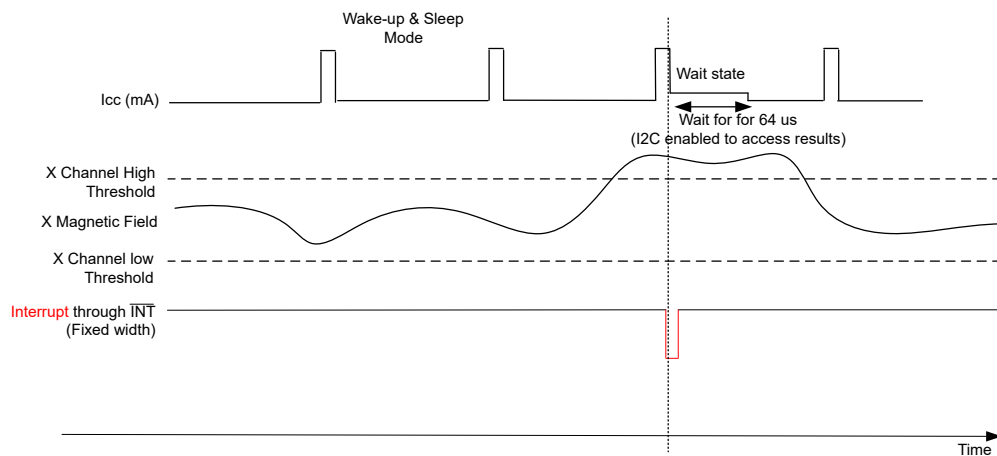 Wake-up & Sleep
Mode
Icc (mA)
Wait state
Wait for for 64 us
(I2C enabled to access results)
X Channel High
Threshold
X Magnetic Field
X Channel low
Threshold
Interrupt through INT
(Fixed width)
Time